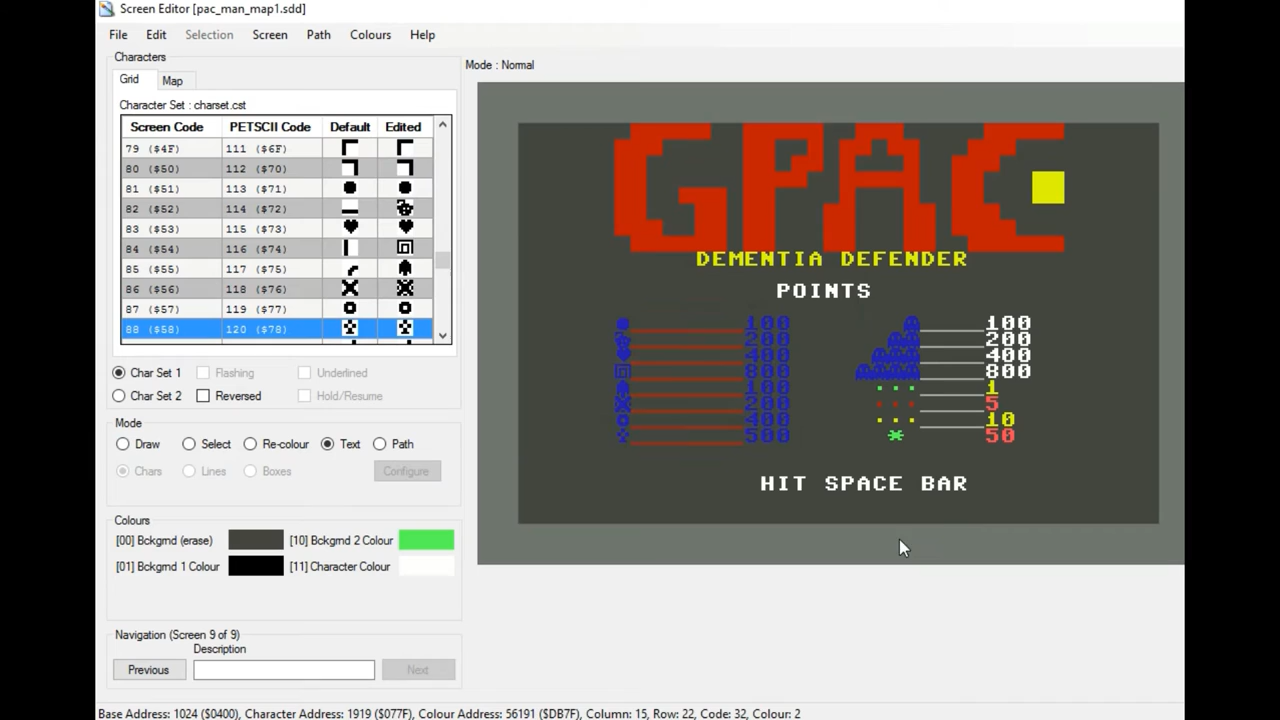 Screen Editor [pac_man_map1.sdd]
File Edit Selection Screen Path Colours Help
Characters
Mode : Normal
Grid Map
Character Set : charset.cst
Screen Code PETSCII Code Default Edited
79 ($4F) 111 ($6F)
80 ($50) 112 ($70)
81 ($51) 113 ($71)
82 ($52) 114 ($72)
83 ($53) 115 ($73)
84 ($54) 116 ($74)
85 ($55) 117 ($75)
86 ($56) 118 ($76)
87 ($57) 119 ($77)
88 ($58) 120 ($78)
Char Set 1 Flashing Underlined
Char Set 2 Reversed Hold/Resume
Mode
Draw Select Re-colour Text Path
Chars Lines Boxes Configure
Colours
[00] Bckgrnd (erase) [10] Bckgrnd 2 Colour
[01] Bckgrnd 1 Colour [11] Character Colour
Navigation (Screen 9 of 9)
Description
Previous Next
GPAC
DEMENTIA DEFENDER
POINTS
100 100
200 200
400 400
800 800
100 1
200 5
400 10
500 50
HIT SPACE BAR
Base Address: 1024 ($0400), Character Address: 1919 ($077F), Colour Address: 56191 ($DB7F), Column: 15, Row: 22, Code: 32, Colour: 2